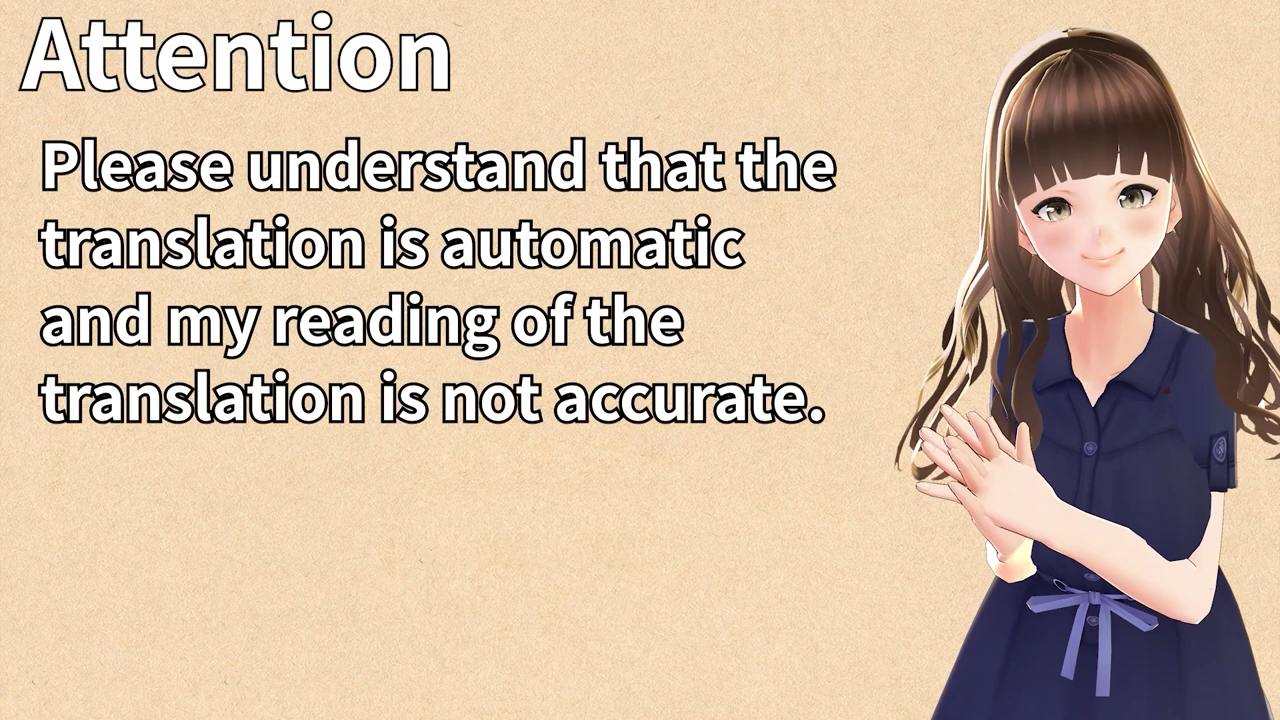 Attention
Please understand that the
translation is automatic
and my reading of the
translation is not accurate.